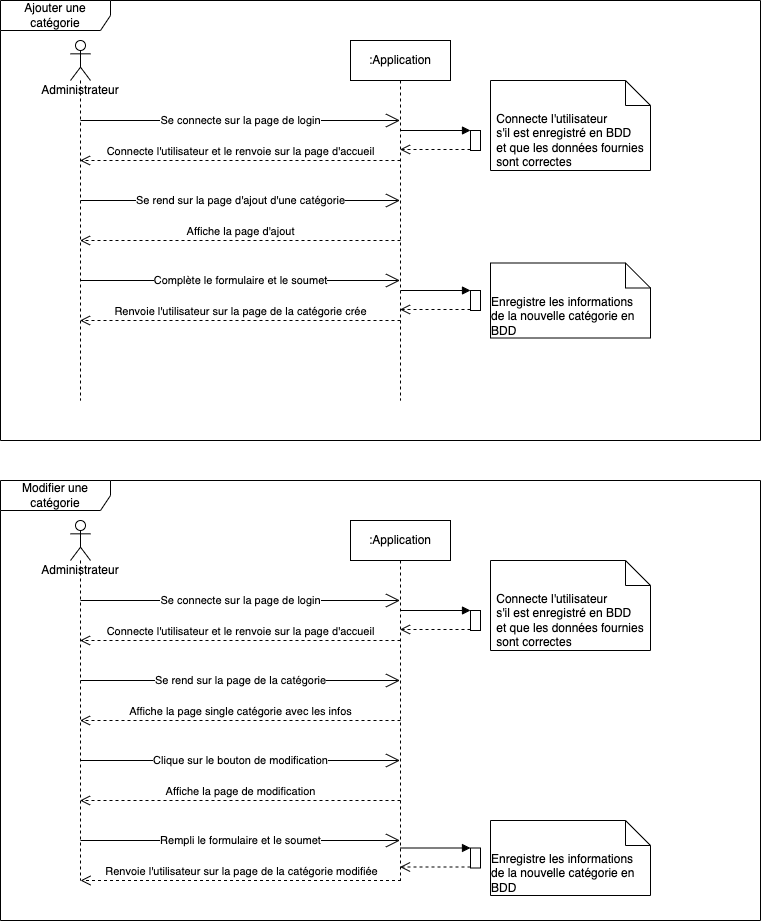 Ajouter une
catégorie
:Application
Administrateur
Se connecte sur la page de login
Connecte l'utilisateur
s'il est enregistré en BDD
et que les données fournies
sont correctes
Connecte l'utilisateur et le renvoie sur la page d'accueil
Se rend sur la page d'ajout d'une catégorie
Affiche la page d'ajout
Complète le formulaire et le soumet
Enregistre les informations
de la nouvelle catégorie en
BDD
Renvoie l'utilisateur sur la page de la catégorie crée
Modifier une
catégorie
:Application
Administrateur
Se connecte sur la page de login
Connecte l'utilisateur
s'il est enregistré en BDD
et que les données fournies
sont correctes
Connecte l'utilisateur et le renvoie sur la page d'accueil
Se rend sur la page de la catégorie
Affiche la page single catégorie avec les infos
Clique sur le bouton de modification
Affiche la page de modification
Rempli le formulaire et le soumet
Enregistre les informations
de la nouvelle catégorie en
BDD
Renvoie l'utilisateur sur la page de la catégorie modifiée